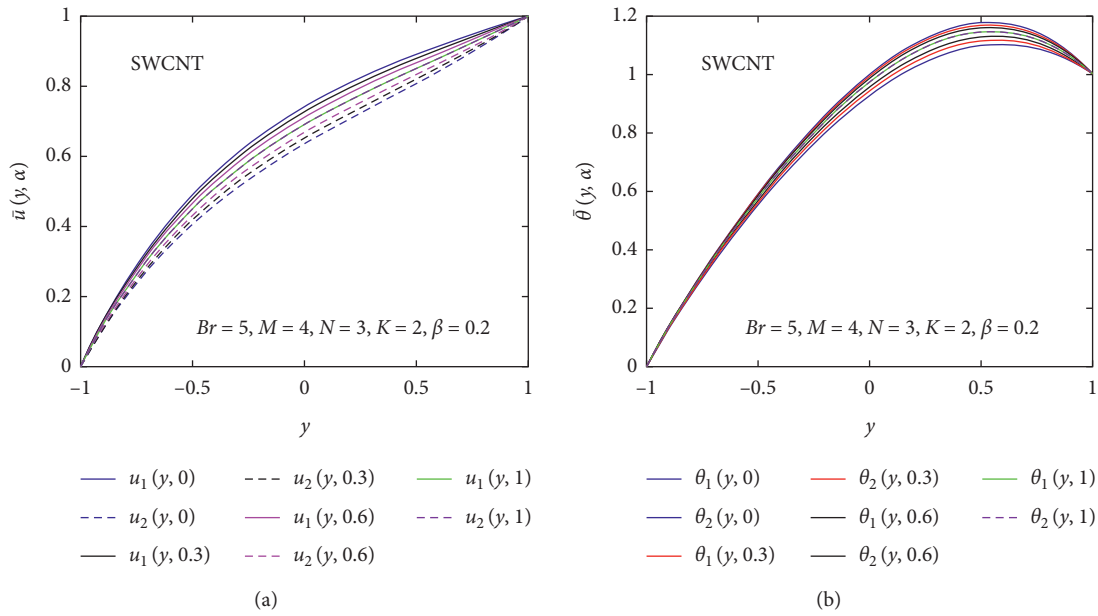 1
0.8
0.6
0.4
0.2
0
ū (y, α)
SWCNT
Br = 5, M = 4, N = 3, K = 2, β = 0.2
−1 −0.5 0 0.5 1
y
u₁ (y, 0) u₂ (y, 0.3) u₁ (y, 1)
u₂ (y, 0) u₁ (y, 0.6) u₂ (y, 1)
u₁ (y, 0.3) u₂ (y, 0.6)
(a)
1.2
1.0
0.8
0.6
0.4
0.2
0
θ̄ (y, α)
SWCNT
Br = 5, M = 4, N = 3, K = 2, β = 0.2
−1 −0.5 0 0.5 1
y
θ₁ (y, 0) θ₂ (y, 0.3) θ₁ (y, 1)
θ₂ (y, 0) θ₁ (y, 0.6) θ₂ (y, 1)
θ₁ (y, 0.3) θ₂ (y, 0.6)
(b)